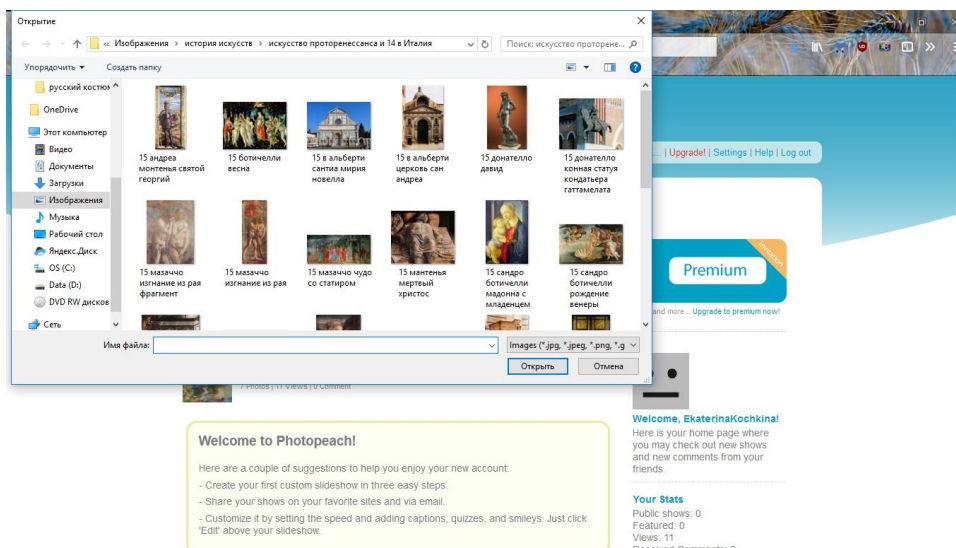 Открытие
« Изображения › история искусств › искусство проторенессанса и 14 в Италия
Поиск: искусство проторене...
Упорядочить
Создать папку
русский костюм
OneDrive
Этот компьютер
Видео
Документы
Загрузки
Изображения
Музыка
Рабочий стол
Яндекс.Диск
OS (C:)
Data (D:)
DVD RW дисков
Сеть
15 андреа
монтенья святой
георгий
15 ботичелли
весна
15 в альберти
сантиа мирия
новелла
15 в альберти
церковь сан
андреа
15 донателло
давид
15 донателло
конная статуя
кондатьера
гаттамелата
15 мазаччо
изгнание из рая
фрагмент
15 мазаччо
изгнание из рая
15 мазаччо чудо
со статиром
15 мантенья
мертвый
христос
15 сандро
ботичелли
мадонна с
младенцем
15 сандро
ботичелли
рождение
венеры
Имя файла:
Images (*.jpg, *.jpeg, *.png, *.g
Открыть
Отмена
... | Upgrade! | Settings | Help | Log out
Premium
invitation
and more... Upgrade to premium now!
7 Photos | 11 Views | 0 Comment
Welcome to Photopeach!
Here are a couple of suggestions to help you enjoy your new account:
- Create your first custom slideshow in three easy steps.
- Share your shows on your favorite sites and via email.
- Customize it by setting the speed and adding captions, quizzes, and smileys. Just click
'Edit' above your slideshow.
Welcome, EkaterinaKochkina!
Here is your home page where
you may check out new shows
and new comments from your
friends.
Your Stats
Public shows: 0
Featured: 0
Views: 11
Received Comments: 0